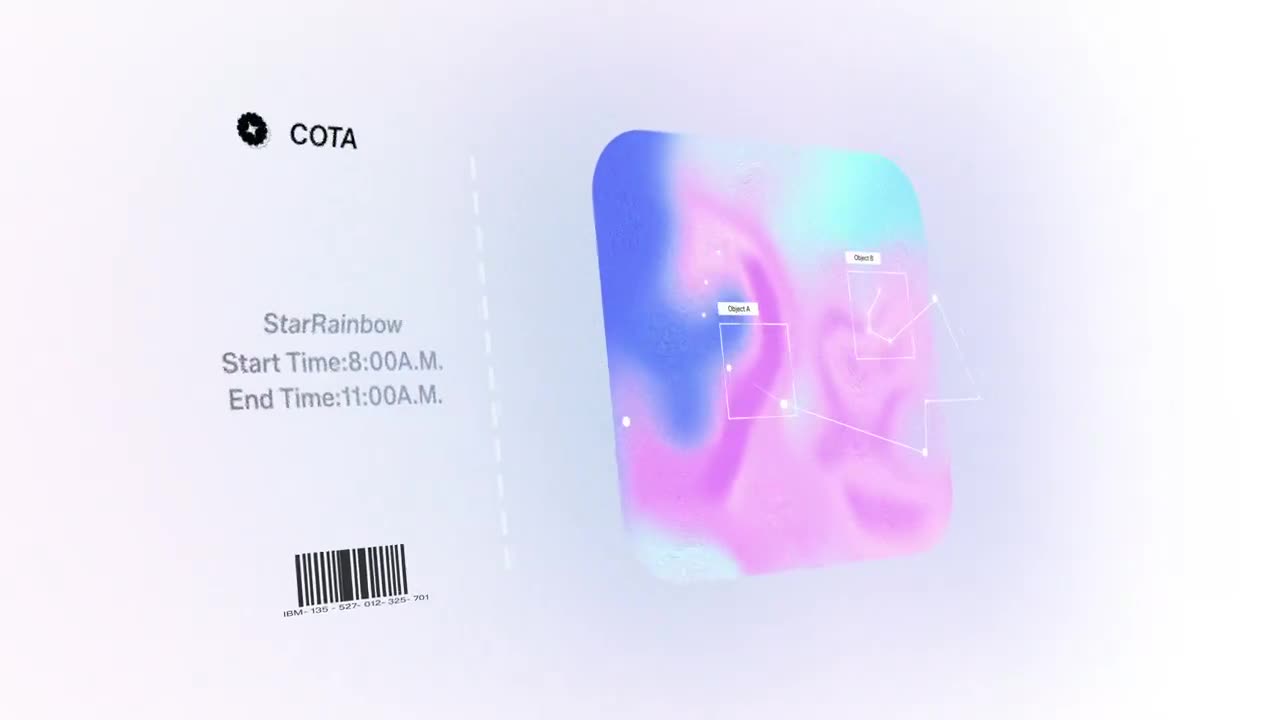 COTA
StarRainbow
Start Time:8:00A.M.
End Time:11:00A.M.
IBM- 135 - 527- 012- 325- 701
Object A
Object B